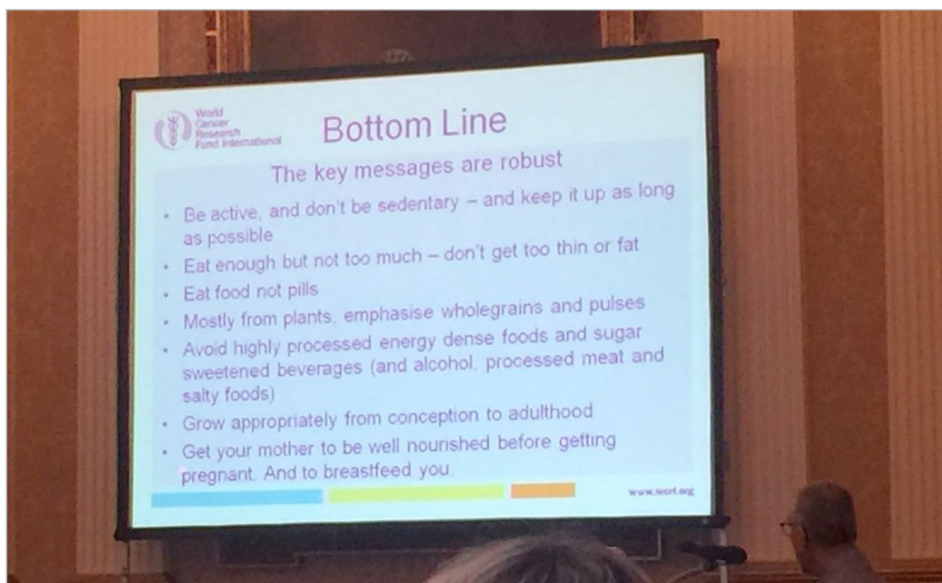 World
Cancer
Research
Fund International
Bottom Line
The key messages are robust
• Be active, and don't be sedentary – and keep it up as long
as possible
• Eat enough but not too much – don't get too thin or fat
• Eat food not pills
• Mostly from plants, emphasise wholegrains and pulses
• Avoid highly processed energy dense foods and sugar
sweetened beverages (and alcohol, processed meat and
salty foods)
• Grow appropriately from conception to adulthood
• Get your mother to be well nourished before getting
pregnant. And to breastfeed you.
www.wcrf.org